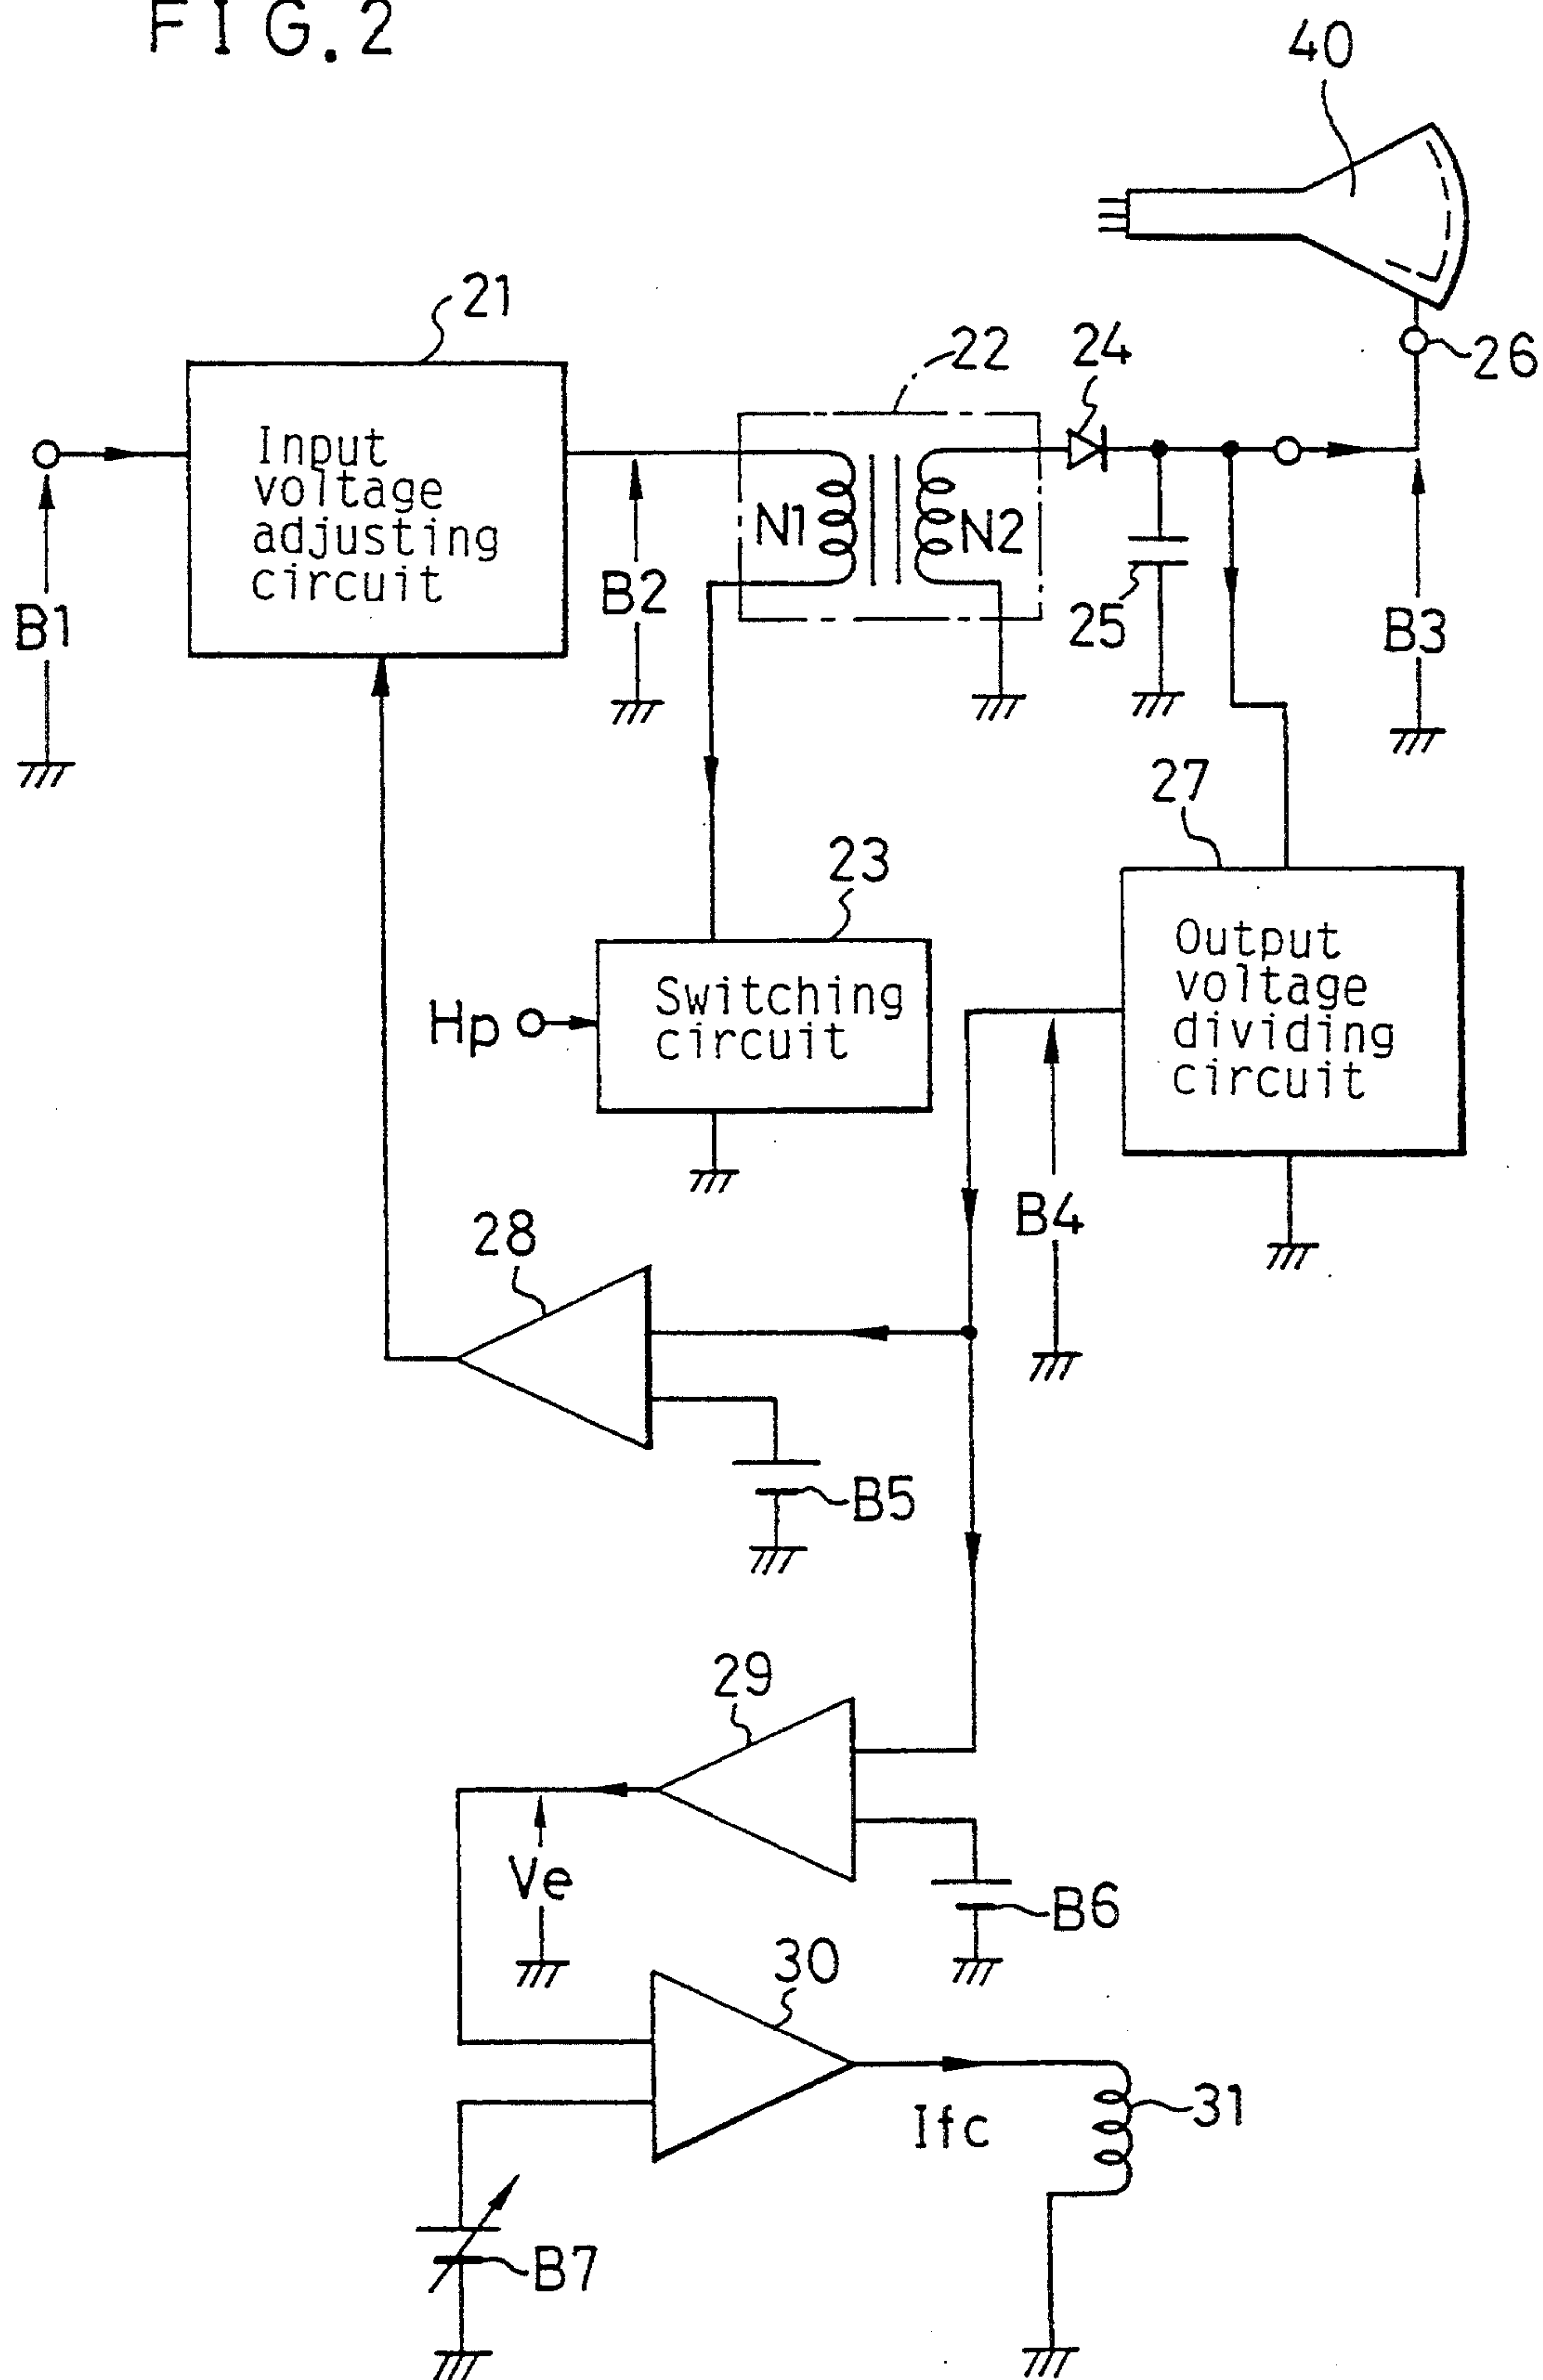 FIG.2
40
21
22
24
26
Input
voltage
adjusting
circuit
N1
N2
B1
B2
25
B3
27
23
Output
voltage
dividing
circuit
Hp
Switching
circuit
B4
28
B5
29
Ve
B6
30
Ifc
31
B7